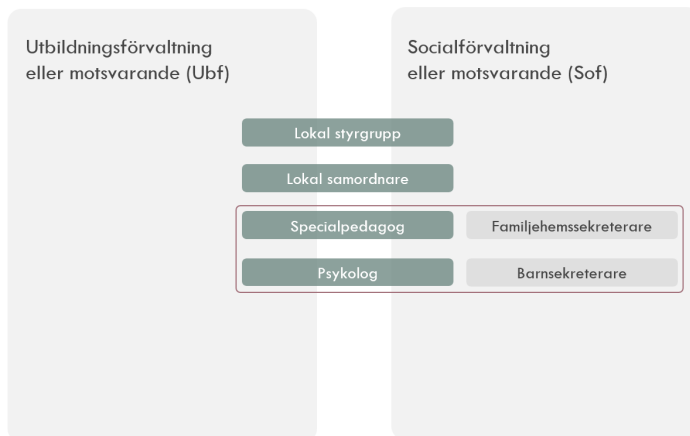 Utbildningsförvaltning
eller motsvarande (Ubf)
Socialförvaltning
eller motsvarande (Sof)
Lokal styrgrupp
Lokal samordnare
Specialpedagog
Familjehemssekreterare
Psykolog
Barnsekreterare